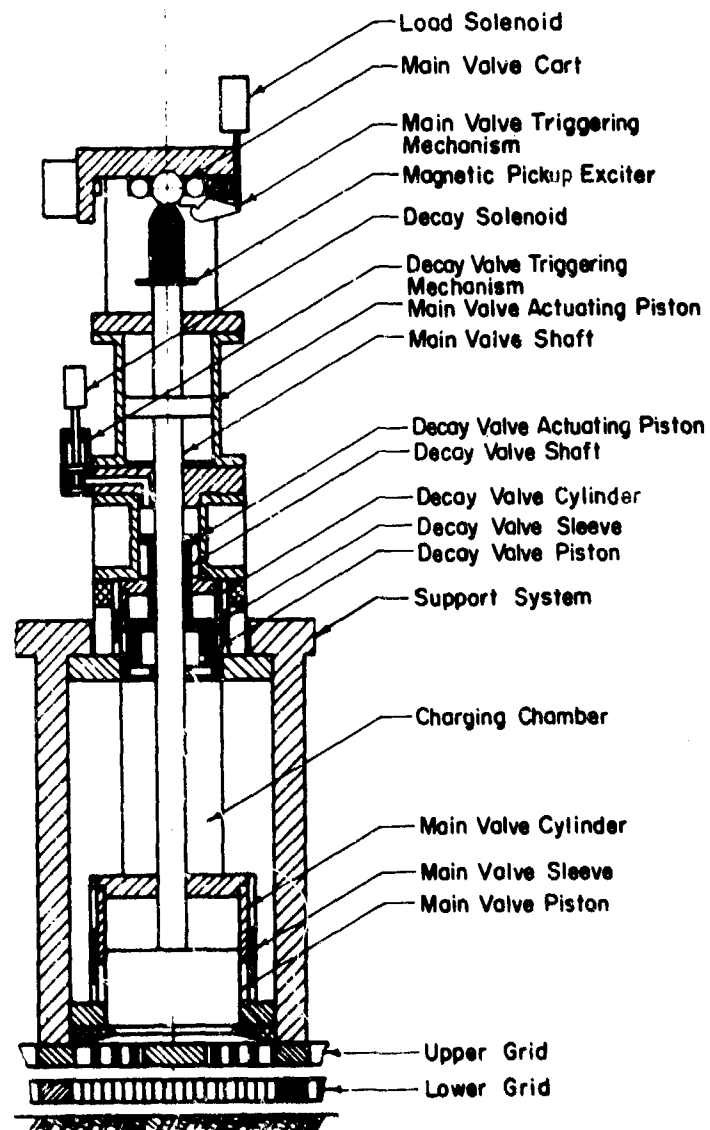 Load Solenoid
Main Valve Cart
Main Valve Triggering
Mechanism
Magnetic Pickup Exciter
Decay Solenoid
Decay Valve Triggering
Mechanism
Main Valve Actuating Piston
Main Valve Shaft
Decay Valve Actuating Piston
Decay Valve Shaft
Decay Valve Cylinder
Decay Valve Sleeve
Decay Valve Piston
Support System
Charging Chamber
Main Valve Cylinder
Main Valve Sleeve
Main Valve Piston
Upper Grid
Lower Grid